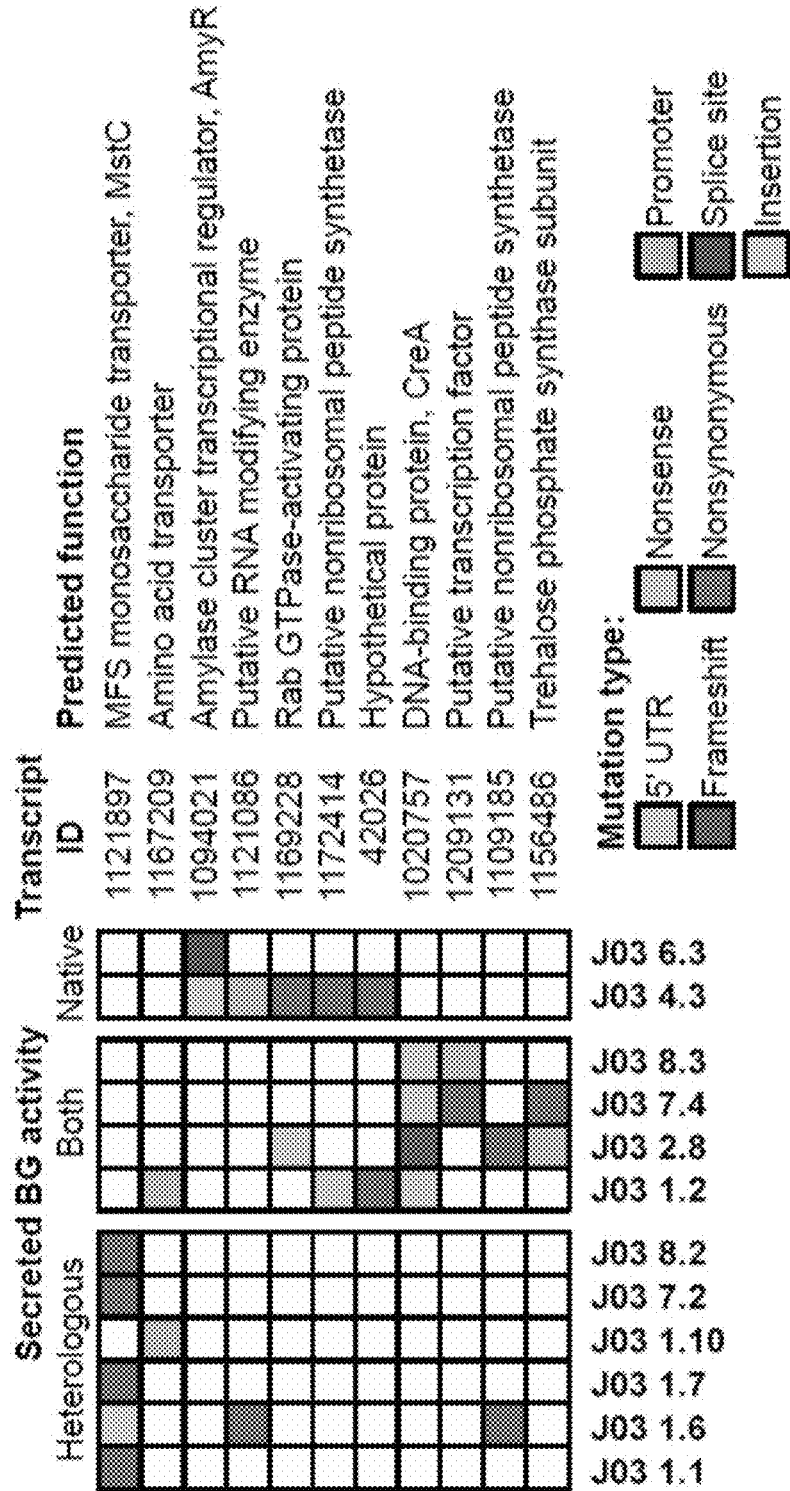 Secreted BG activity
Heterologous Both Native
Transcript
ID Predicted function
1121897 MFS monosaccharide transporter, MstC
1167209 Amino acid transporter
1094021 Amylase cluster transcriptional regulator, AmyR
1121086 Putative RNA modifying enzyme
1169228 Rab GTPase-activating protein
1172414 Putative nonribosomal peptide synthetase
42026 Hypothetical protein
1020757 DNA-binding protein, CreA
1209131 Putative transcription factor
1109185 Putative nonribosomal peptide synthetase
1156486 Trehalose phosphate synthase subunit
J03 1.1
J03 1.6
J03 1.7
J03 1.10
J03 7.2
J03 8.2
J03 1.2
J03 2.8
J03 7.4
J03 8.3
J03 4.3
J03 6.3
Mutation type:
5' UTR Nonsense Promoter
Frameshift Nonsynonymous Splice site
Insertion